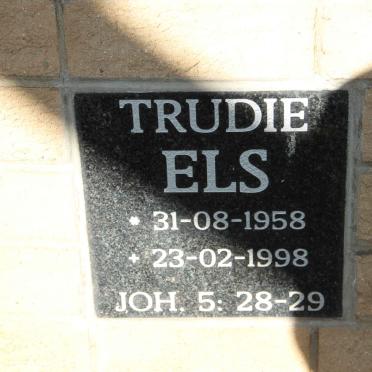 TRUDIE
ELS
* 31-08-1958
+ 23-02-1998
JOH. 5: 28-29